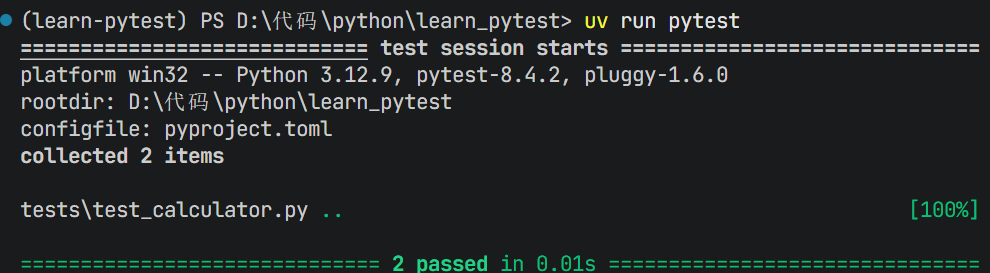 (learn-pytest) PS D:\代码\python\learn_pytest> uv run pytest
============================= test session starts ==============================
platform win32 -- Python 3.12.9, pytest-8.4.2, pluggy-1.6.0
rootdir: D:\代码\python\learn_pytest
configfile: pyproject.toml
collected 2 items
tests\test_calculator.py .. [100%]
============================== 2 passed in 0.01s ===============================